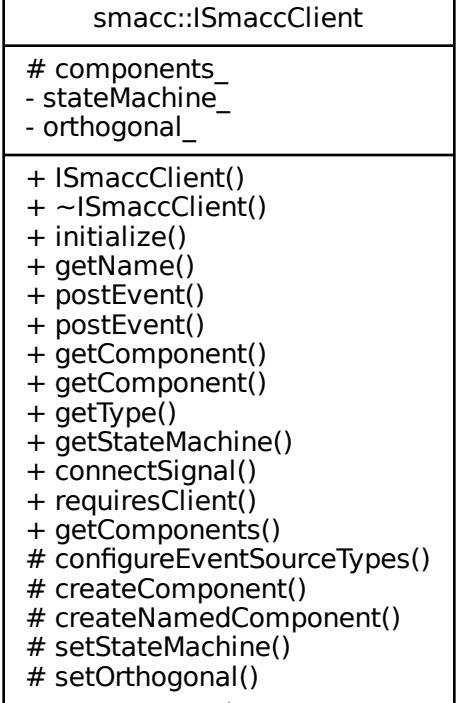 smacc::ISmaccClient
# components_
- stateMachine_
- orthogonal_
+ ISmaccClient()
+ ~ISmaccClient()
+ initialize()
+ getName()
+ postEvent()
+ postEvent()
+ getComponent()
+ getComponent()
+ getType()
+ getStateMachine()
+ connectSignal()
+ requiresClient()
+ getComponents()
# configureEventSourceTypes()
# createComponent()
# createNamedComponent()
# setStateMachine()
# setOrthogonal()